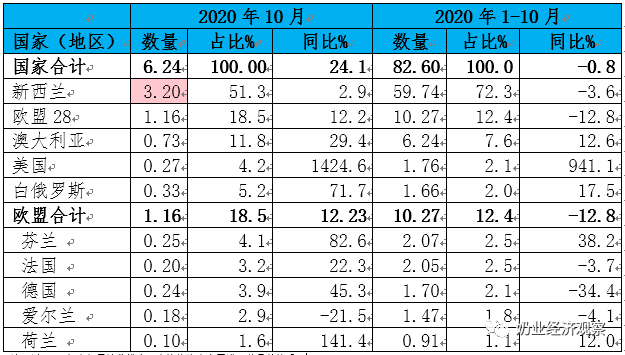 2020 年 10 月 2020 年 1-10 月
国家（地区） 数量 占比% 同比% 数量 占比% 同比%
国家合计 6.24 100.00 24.1 82.60 100.0 -0.8
新西兰 3.20 51.3 2.9 59.74 72.3 -3.6
欧盟 28 1.16 18.5 12.2 10.27 12.4 -12.8
澳大利亚 0.73 11.8 29.4 6.24 7.6 12.6
美国 0.27 4.2 1424.6 1.76 2.1 941.1
白俄罗斯 0.33 5.2 71.7 1.66 2.0 17.5
欧盟合计 1.16 18.5 12.23 10.27 12.4 -12.8
芬兰 0.25 4.1 82.6 2.07 2.5 38.2
法国 0.20 3.2 22.3 2.05 2.5 -3.7
德国 0.24 3.9 45.3 1.70 2.1 -34.4
爱尔兰 0.18 2.9 -21.5 1.47 1.8 -4.1
荷兰 0.10 1.6 141.4 0.91 1.1 12.0
奶业经济观察